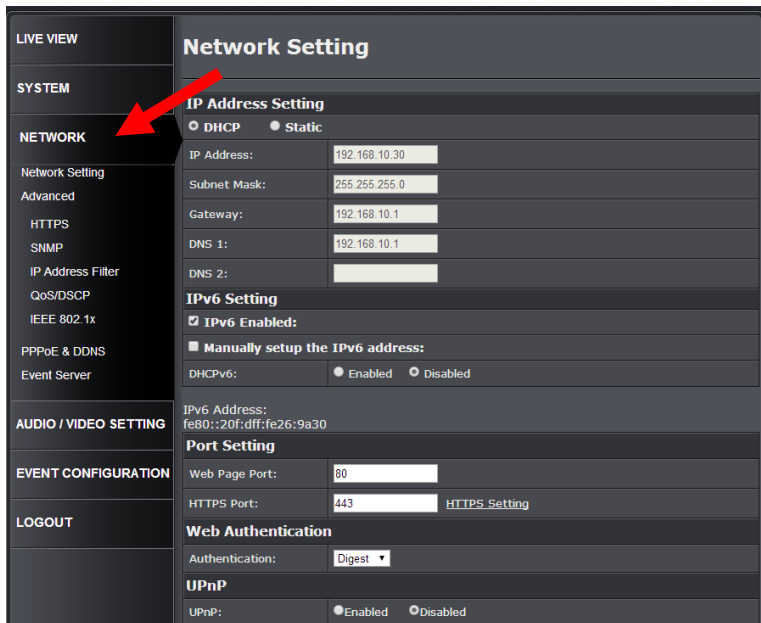 LIVE VIEW
SYSTEM
NETWORK
Network Setting
Advanced
HTTPS
SNMP
IP Address Filter
QoS/DSCP
IEEE 802.1x
PPPoE & DDNS
Event Server
AUDIO / VIDEO SETTING
EVENT CONFIGURATION
LOGOUT
Network Setting
IP Address Setting
DHCP Static
IP Address: 192.168.10.30
Subnet Mask: 255.255.255.0
Gateway: 192.168.10.1
DNS 1: 192.168.10.1
DNS 2:
IPv6 Setting
IPv6 Enabled:
Manually setup the IPv6 address:
DHCPv6: Enabled Disabled
IPv6 Address:
fe80::20f:dff:fe26:9a30
Port Setting
Web Page Port: 80
HTTPS Port: 443 HTTPS Setting
Web Authentication
Authentication: Digest
UPnP
UPnP: Enabled Disabled